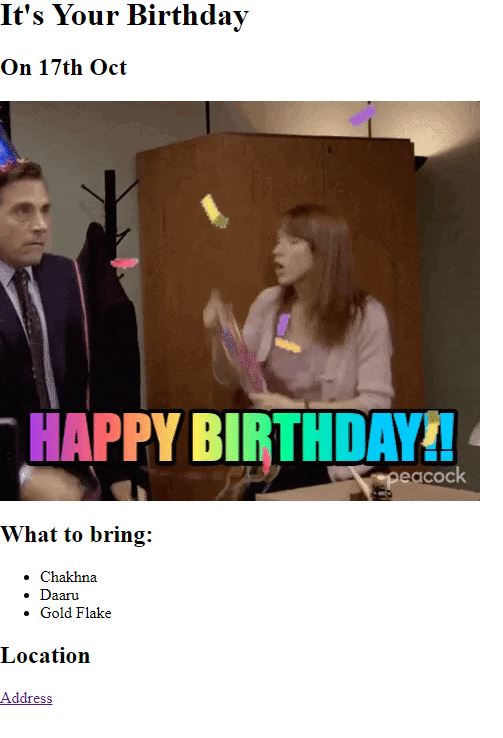 It's Your Birthday
On 17th Oct
HAPPY BIRTHDAY!!
peacock
What to bring:
Chakhna
Daaru
Gold Flake
Location
Address